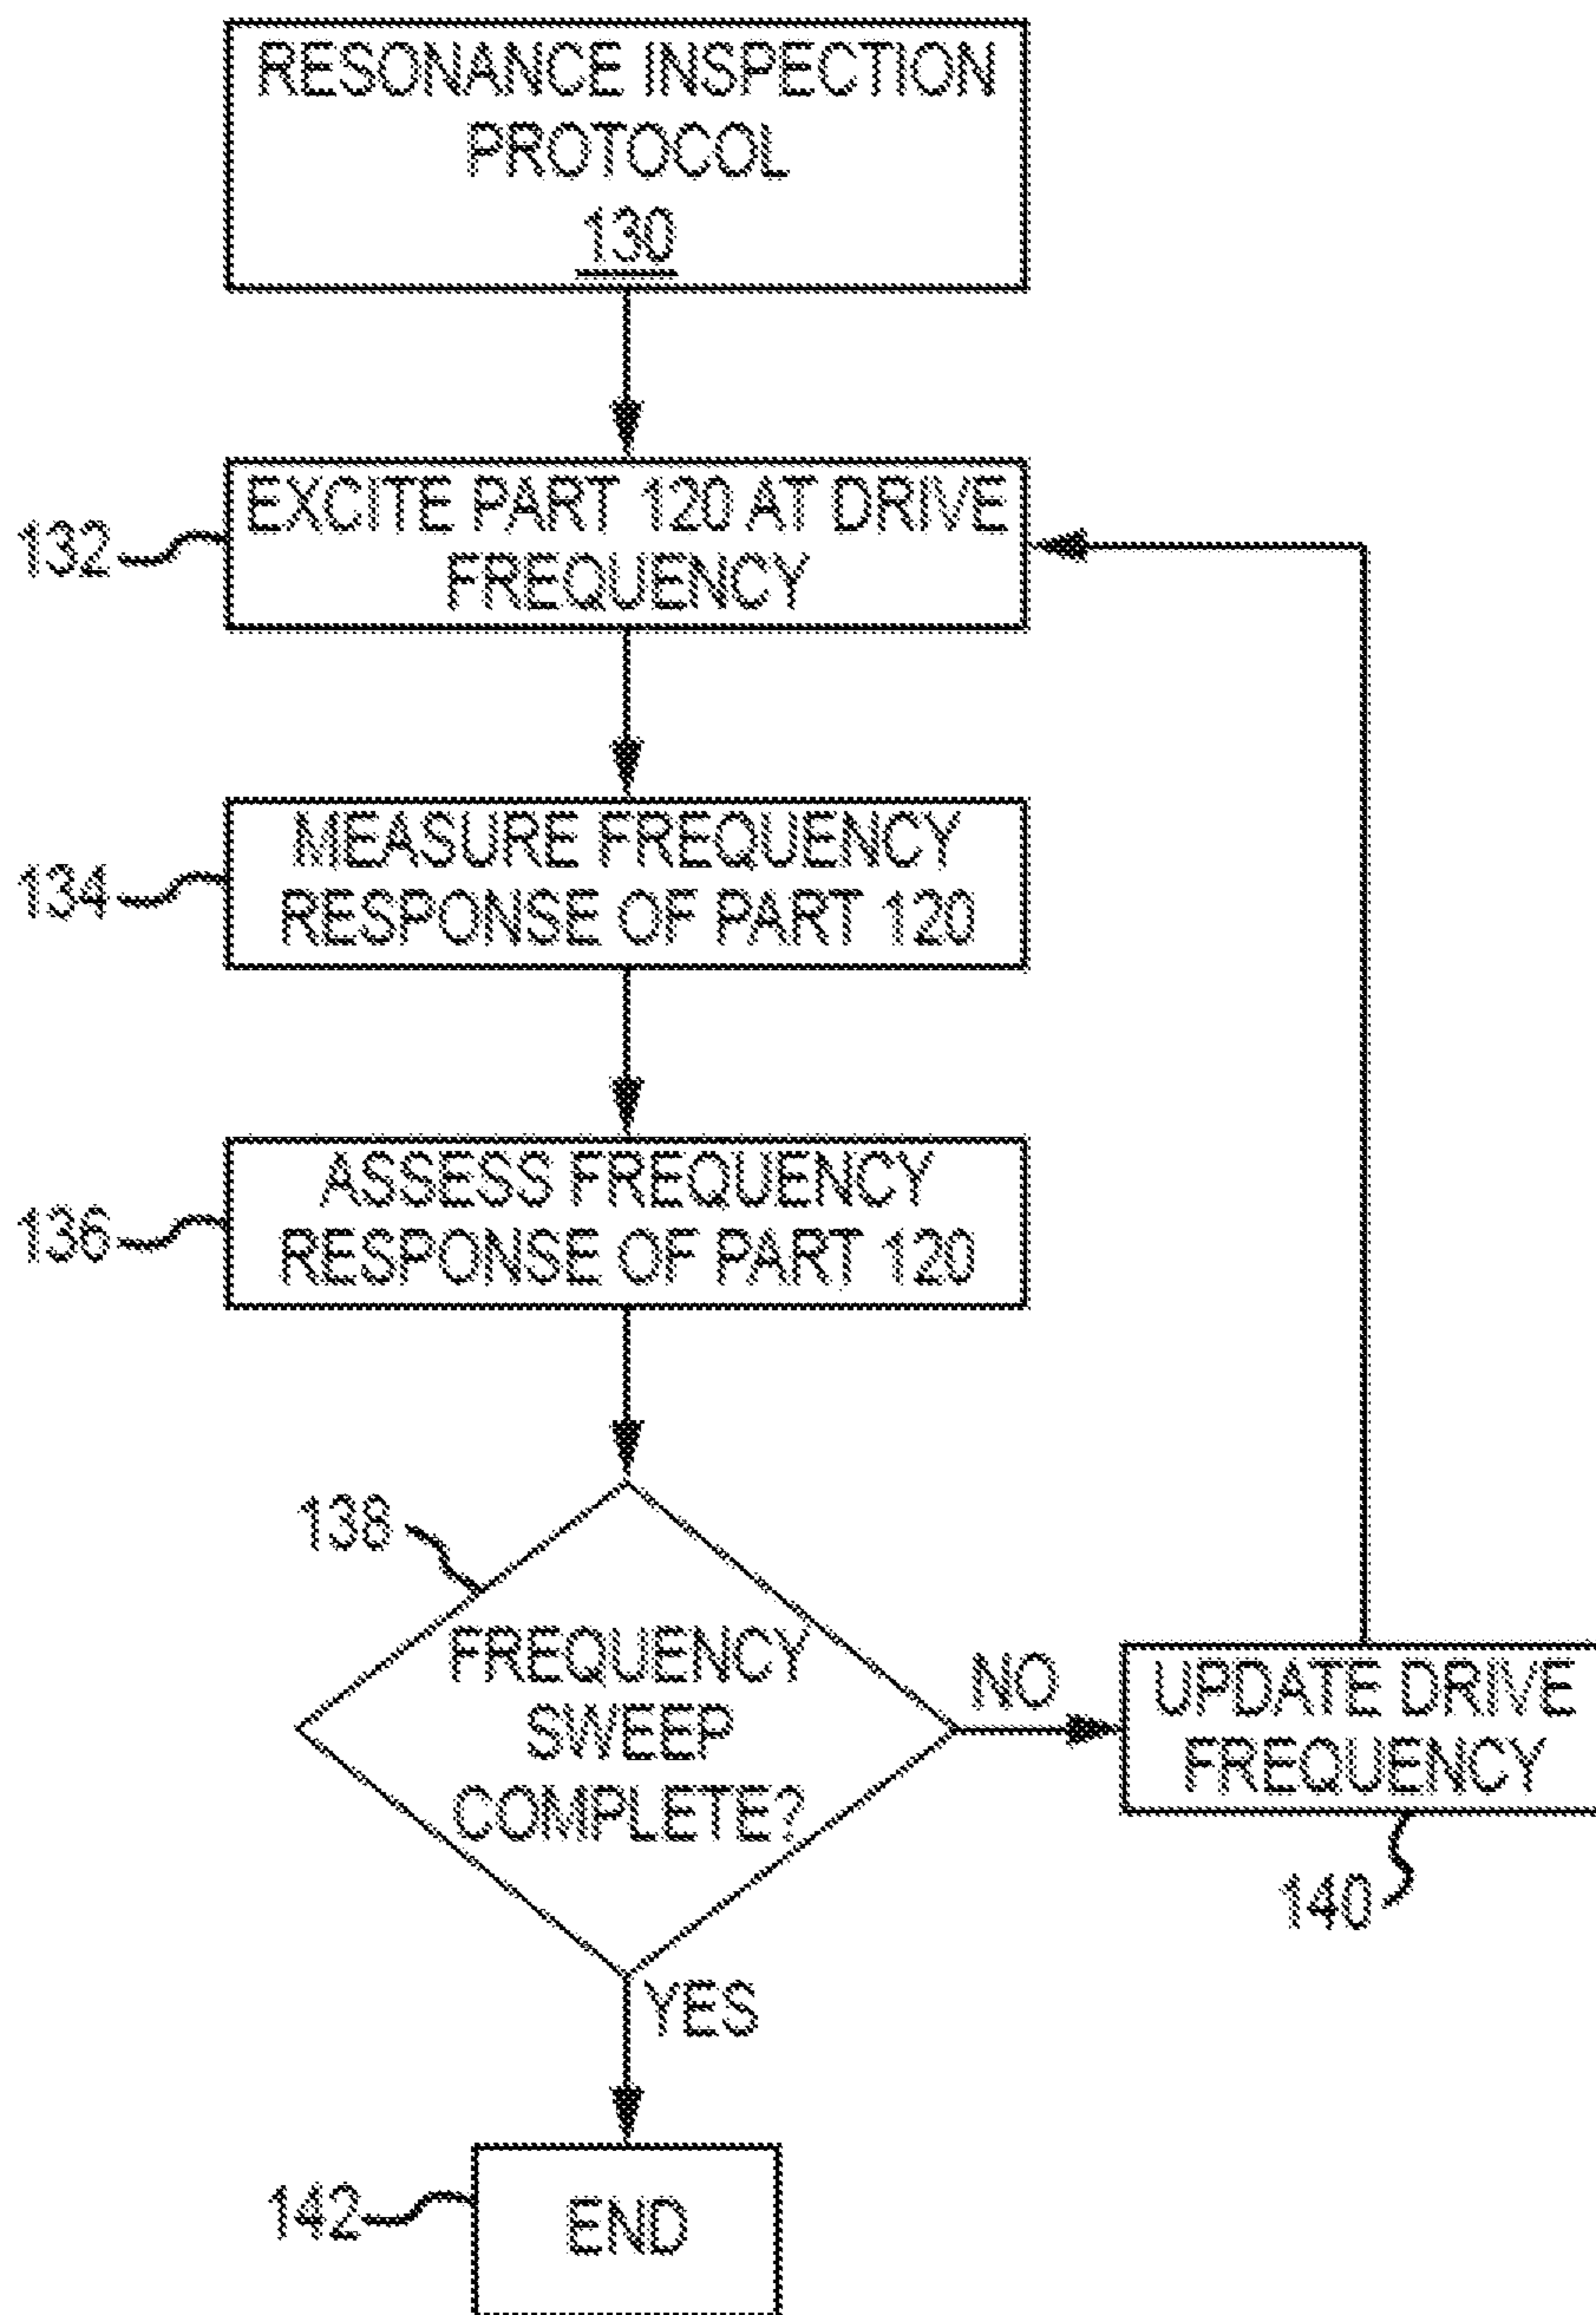 RESONANCE INSPECTION
PROTOCOL
130
EXCITE PART 120 AT DRIVE
FREQUENCY
132
MEASURE FREQUENCY
RESPONSE OF PART 120
134
ASSESS FREQUENCY
RESPONSE OF PART 120
136
138
FREQUENCY
SWEEP
COMPLETE?
NO
UPDATE DRIVE
FREQUENCY
140
YES
142
END